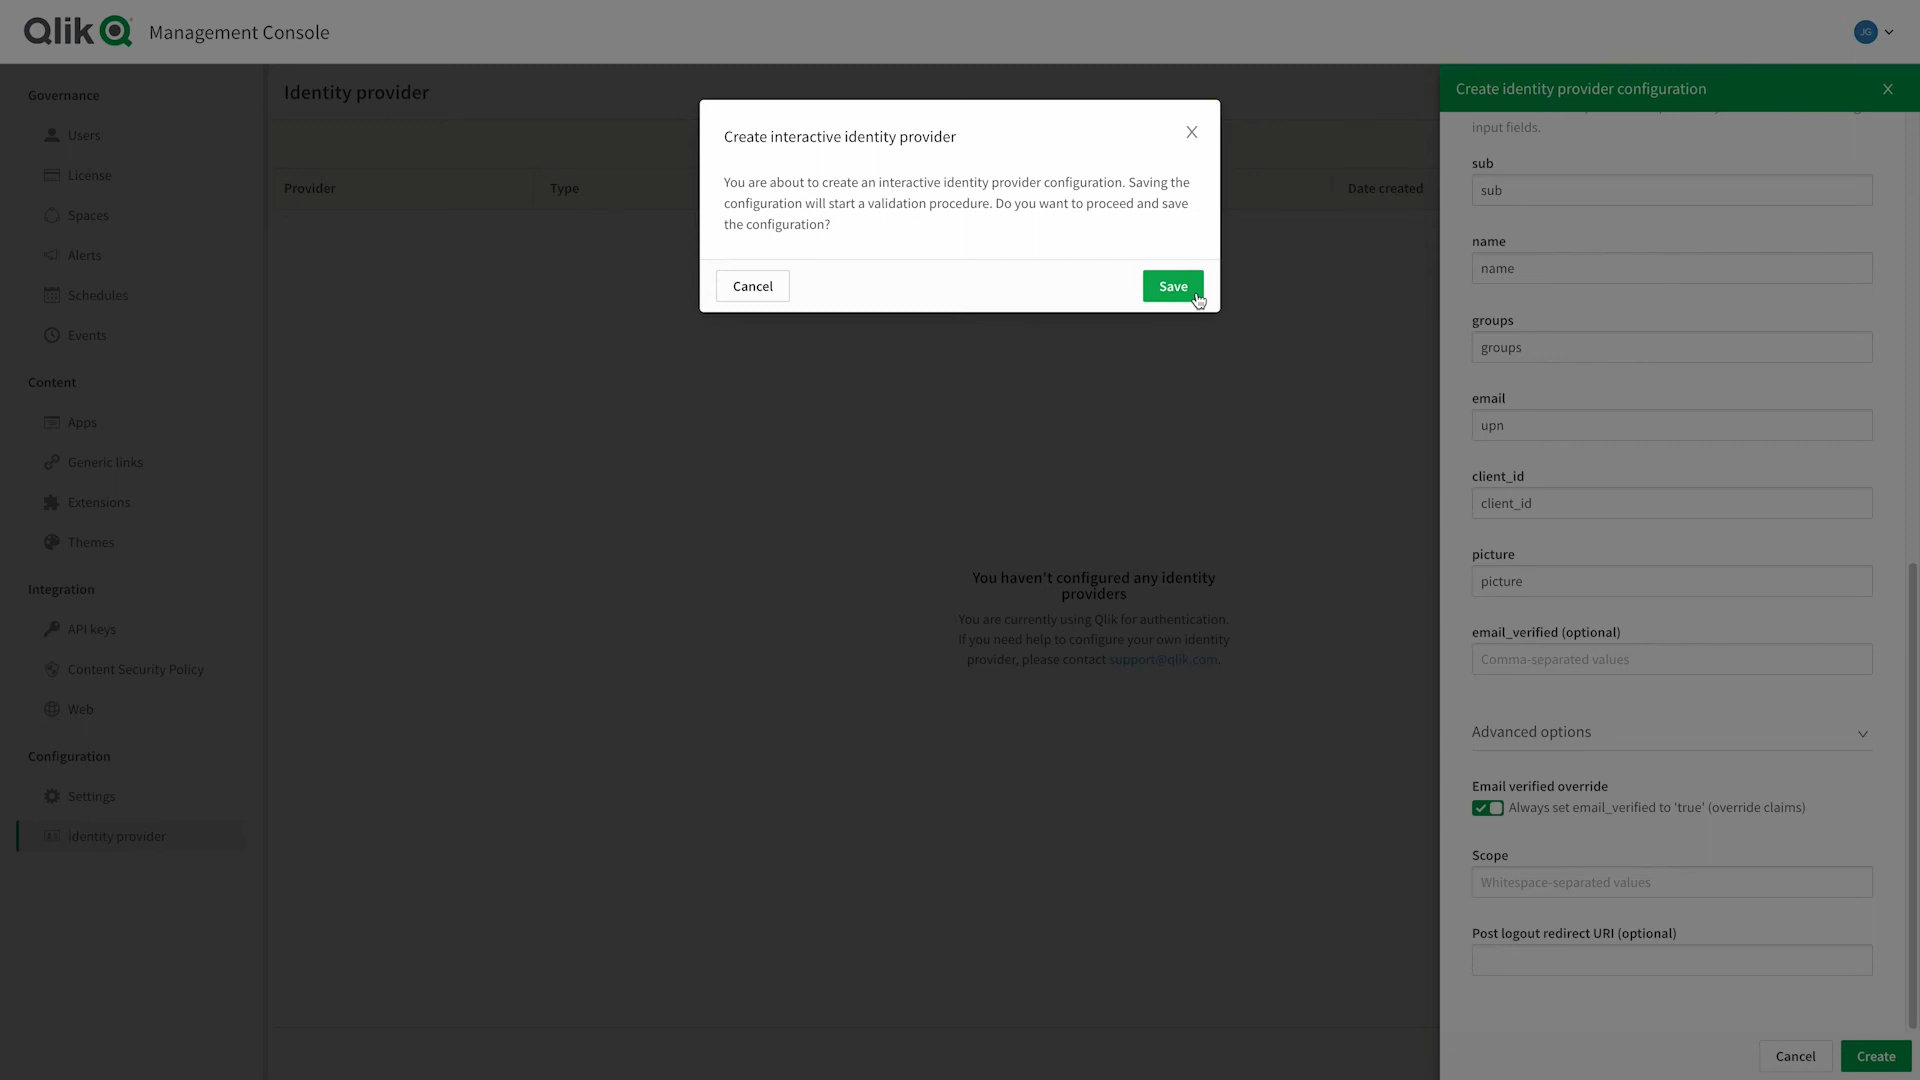 Qlik Management Console
JG
Governance
Users
License
Spaces
Alerts
Schedules
Events
Content
Apps
Generic links
Extensions
Themes
Integration
API keys
Content Security Policy
Web
Configuration
Settings
Identity provider
Identity provider
Provider
Type
Date created
You haven't configured any identity
providers
You are currently using Qlik for authentication.
If you need help to configure your own identity
provider, please contact support@qlik.com.
Create interactive identity provider
You are about to create an interactive identity provider configuration. Saving the
configuration will start a validation procedure. Do you want to proceed and save
the configuration?
Cancel
Save
Create identity provider configuration
input fields.
sub
sub
name
name
groups
groups
email
upn
client_id
client_id
picture
picture
email_verified (optional)
Comma-separated values
Advanced options
Email verified override
Always set email_verified to 'true' (override claims)
Scope
Whitespace-separated values
Post logout redirect URI (optional)
Cancel
Create